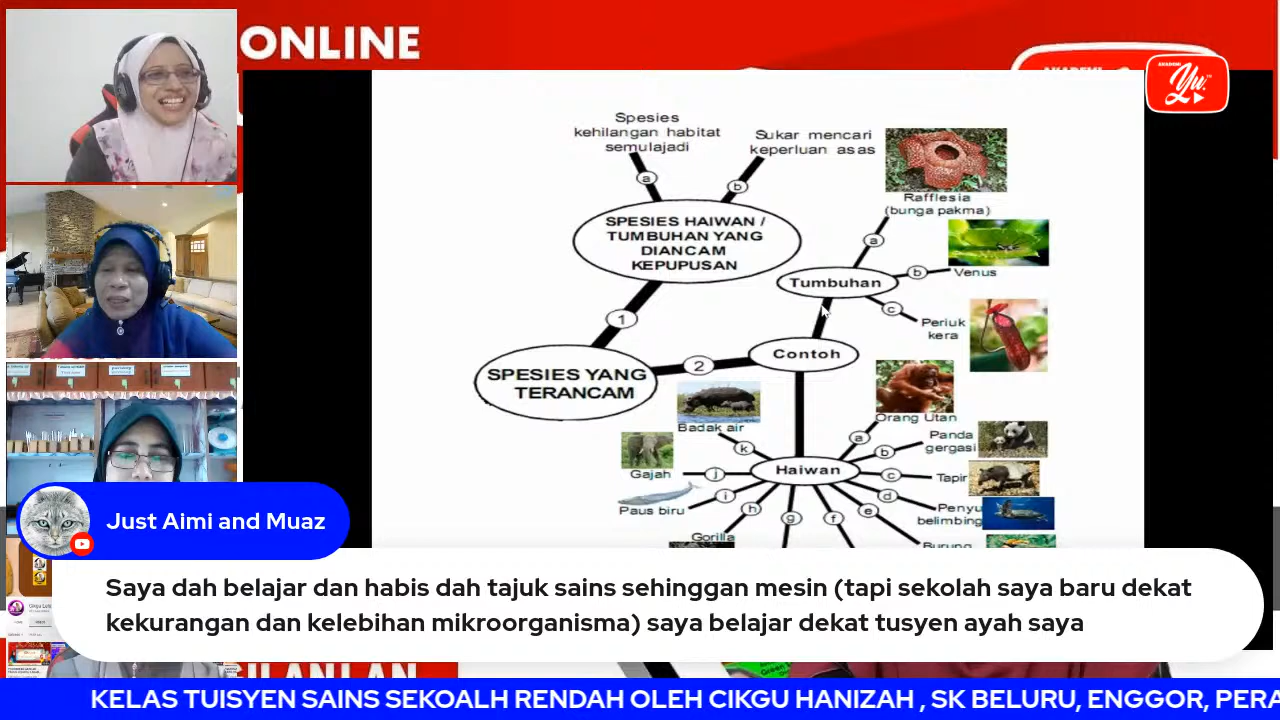 ONLINE
AKADEMI
Yu
Spesies
kehilangan habitat
semulajadi
Sukar mencari
keperluan asas
a
b
SPESIES HAIWAN /
TUMBUHAN YANG
DIANCAM
KEPUPUSAN
Rafflesia
(bunga pakma)
a
b
Venus
Tumbuhan
c
Periuk
kera
1
2
Contoh
SPESIES YANG
TERANCAM
Badak air
Orang Utan
k
a
Panda
gergasi
b
Gajah
j
Haiwan
c
Tapir
Paus biru
i
d
Penyu
belimbing
h
g
f
e
Gorilla
Burung
Just Aimi and Muaz
Saya dah belajar dan habis dah tajuk sains sehinggan mesin (tapi sekolah saya baru dekat
kekurangan dan kelebihan mikroorganisma) saya belajar dekat tusyen ayah saya
KELAS TUISYEN SAINS SEKOALH RENDAH OLEH CIKGU HANIZAH , SK BELURU, ENGGOR, PERA